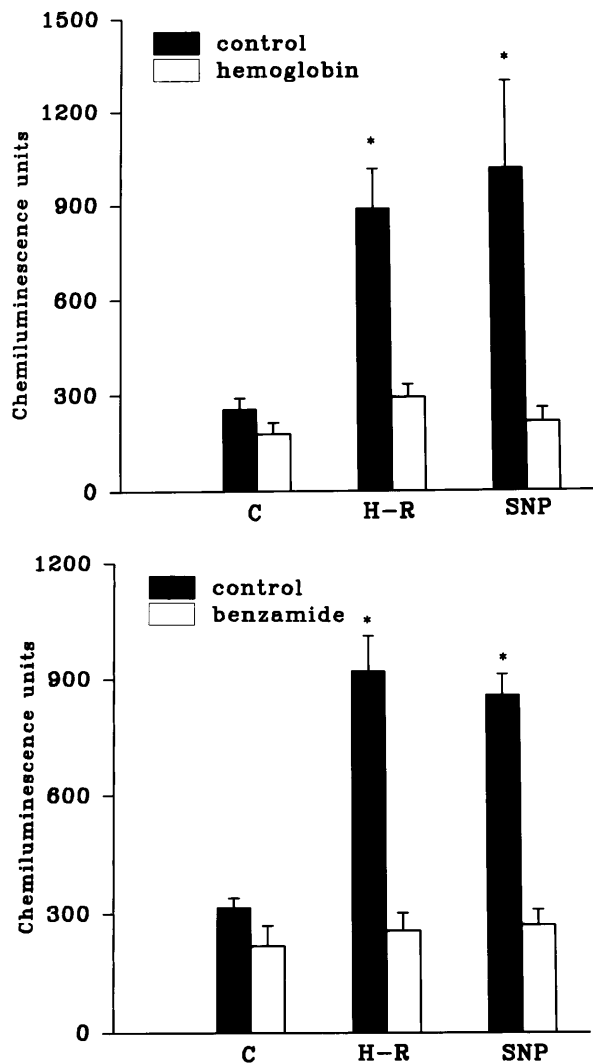 1500
1200
900
600
300
0
Chemiluminescence units
control
hemoglobin
*
*
C
H-R
SNP
1200
900
600
300
0
Chemiluminescence units
control
benzamide
*
*
C
H-R
SNP